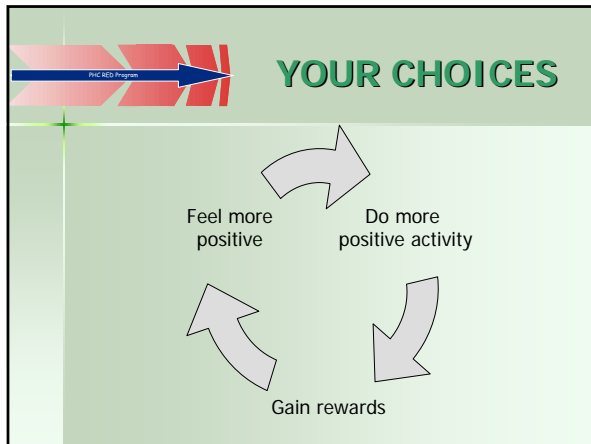 PHC RED Program
YOUR CHOICES
Feel more
positive
Do more
positive activity
Gain rewards